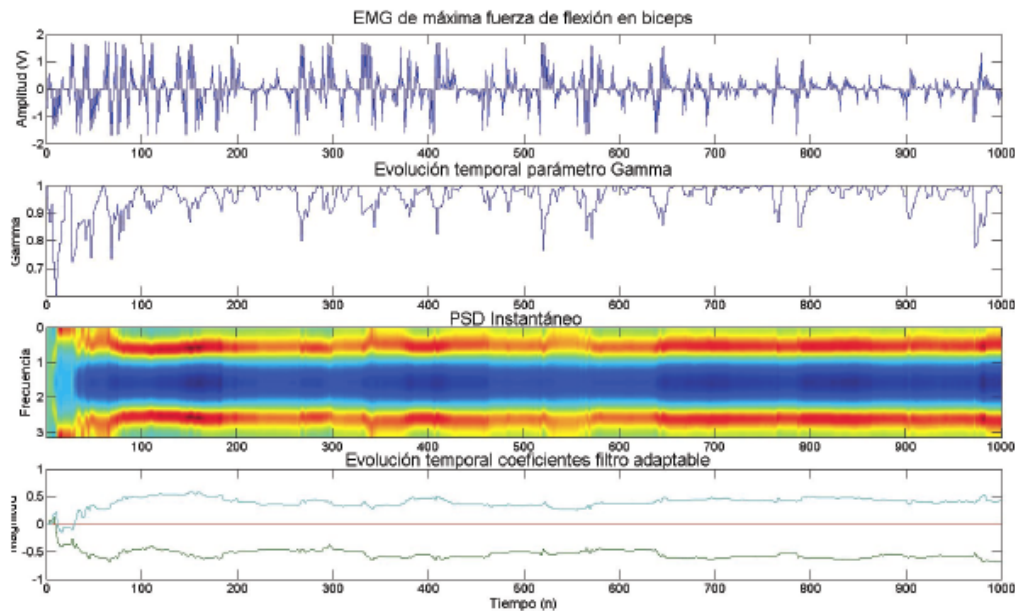 EMG de máxima fuerza de flexión en biceps
Amplitud (V)
2
1
0
-1
-2
0 100 200 300 400 500 600 700 800 900 1000
Evolución temporal parámetro Gamma
Gamma
1
0.9
0.8
0.7
0 100 200 300 400 500 600 700 800 900 1000
PSD Instantáneo
Frecuencia
0
1
2
3
0 100 200 300 400 500 600 700 800 900 1000
Evolución temporal coeficientes filtro adaptable
1
0.5
0
-0.5
-1
0 100 200 300 400 500 600 700 800 900 1000
Tiempo (n)